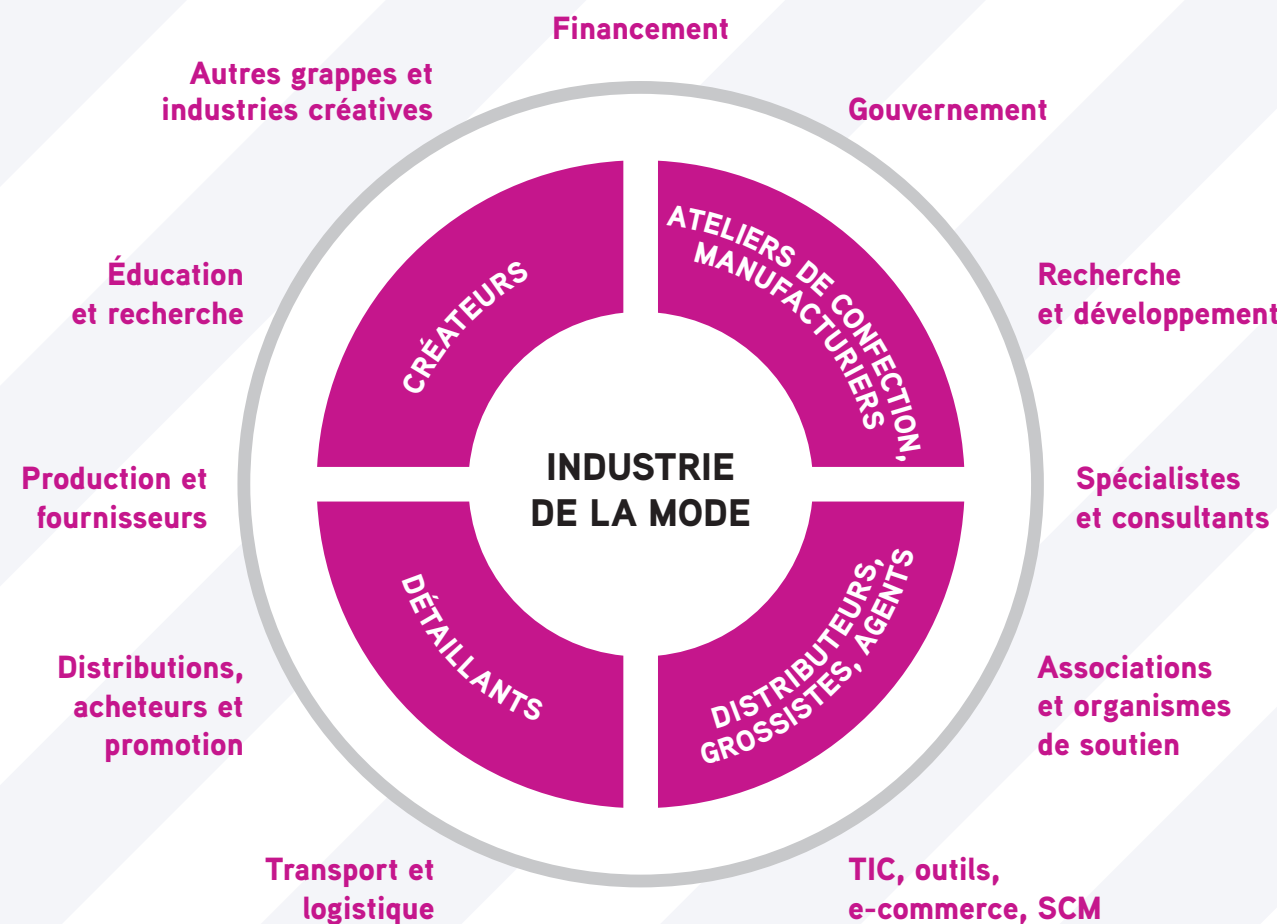 Financement
Autres grappes et
industries créatives
Gouvernement
CRÉATEURS
ATELIERS DE CONFECTION,
MANUFACTURIERS
Éducation
et recherche
Recherche
et développement
INDUSTRIE
DE LA MODE
Production et
fournisseurs
Spécialistes
et consultants
DÉTAILLANTS
DISTRIBUTEURS,
GROSSISTES, AGENTS
Distributions,
acheteurs et
promotion
Associations
et organismes
de soutien
Transport et
logistique
TIC, outils,
e-commerce, SCM